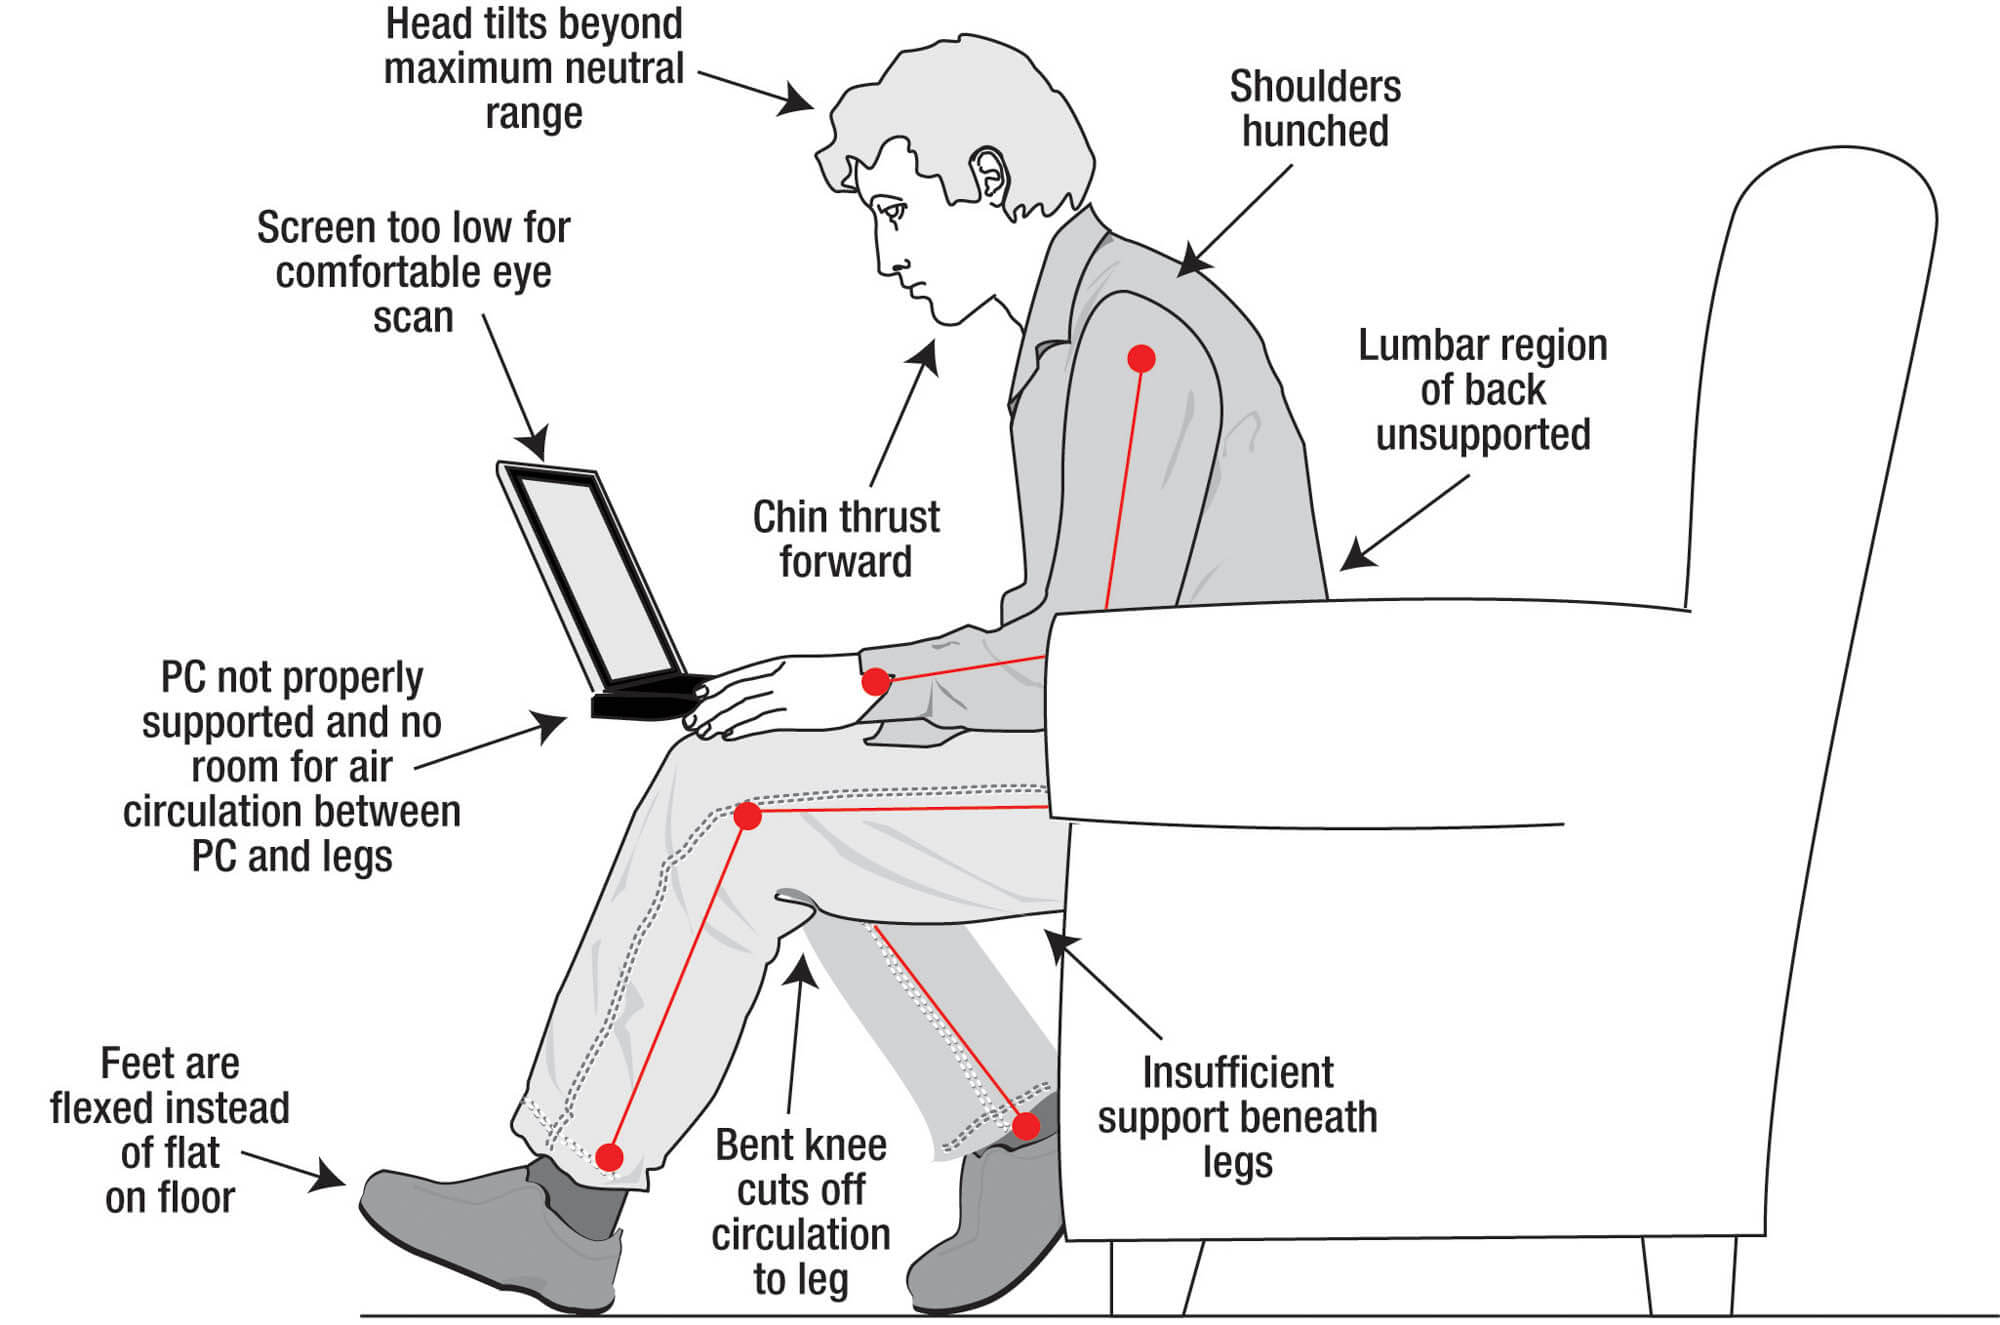 Head tilts beyond
maximum neutral
range
Shoulders
hunched
Screen too low for
comfortable eye
scan
Lumbar region
of back
unsupported
Chin thrust
forward
PC not properly
supported and no
room for air
circulation between
PC and legs
Feet are
flexed instead
of flat
on floor
Bent knee
cuts off
circulation
to leg
Insufficient
support beneath
legs